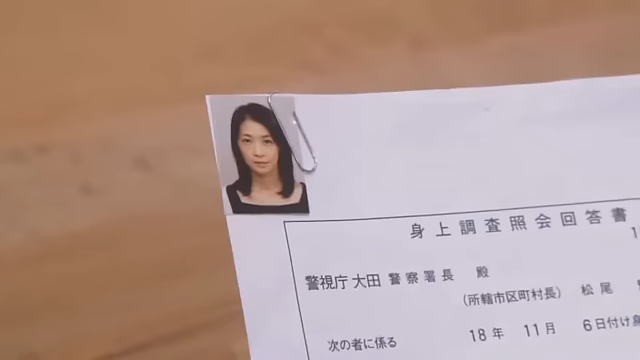 身上調査照会回答書
警視庁 大田 警察署長 殿
(所轄市区町村長) 松尾
次の者に係る 18年 11月 6日付け